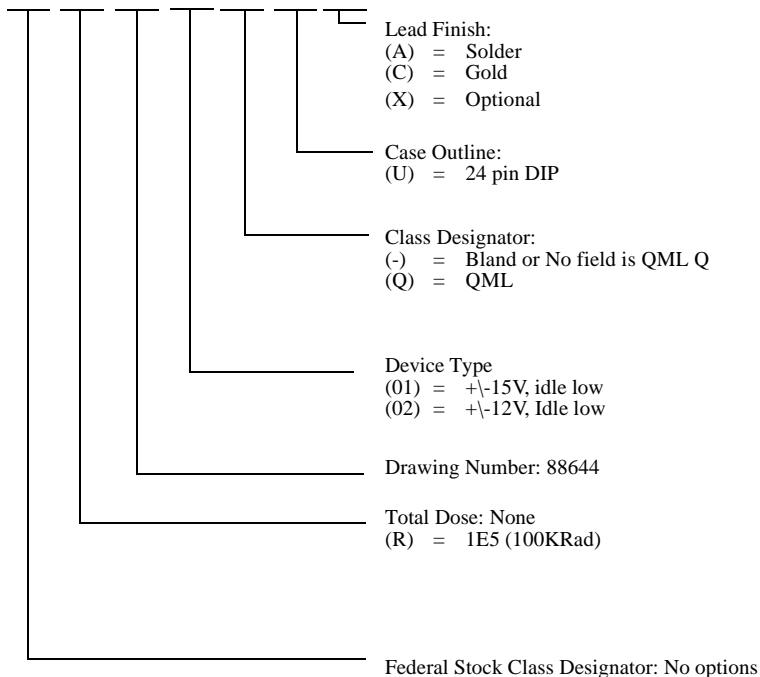 Lead Finish:
(A) = Solder
(C) = Gold
(X) = Optional
Case Outline:
(U) = 24 pin DIP
Class Designator:
(-) = Bland or No field is QML Q
(Q) = QML
Device Type
(01) = +\-15V, idle low
(02) = +\-12V, Idle low
Drawing Number: 88644
Total Dose: None
(R) = 1E5 (100KRad)
Federal Stock Class Designator: No options